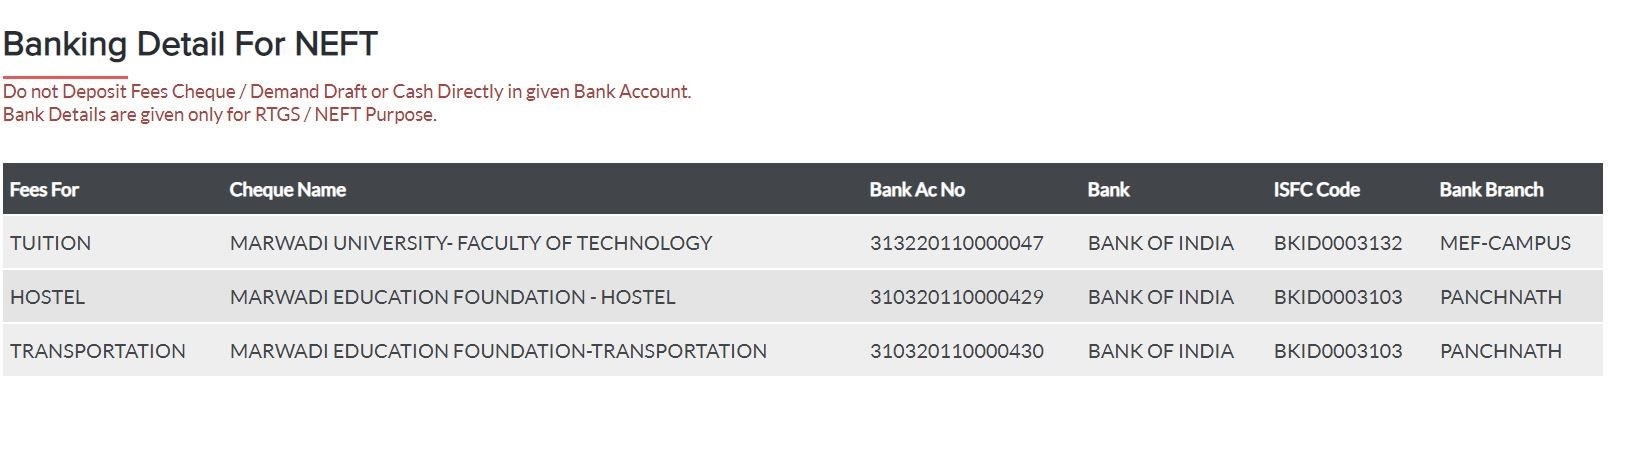 Banking Detail For NEFT
Do not Deposit Fees Cheque / Demand Draft or Cash Directly in given Bank Account.
Bank Details are given only for RTGS / NEFT Purpose.
Fees For Cheque Name Bank Ac No Bank ISFC Code Bank Branch
TUITION MARWADI UNIVERSITY- FACULTY OF TECHNOLOGY 313220110000047 BANK OF INDIA BKID0003132 MEF-CAMPUS
HOSTEL MARWADI EDUCATION FOUNDATION - HOSTEL 310320110000429 BANK OF INDIA BKID0003103 PANCHNATH
TRANSPORTATION MARWADI EDUCATION FOUNDATION-TRANSPORTATION 310320110000430 BANK OF INDIA BKID0003103 PANCHNATH